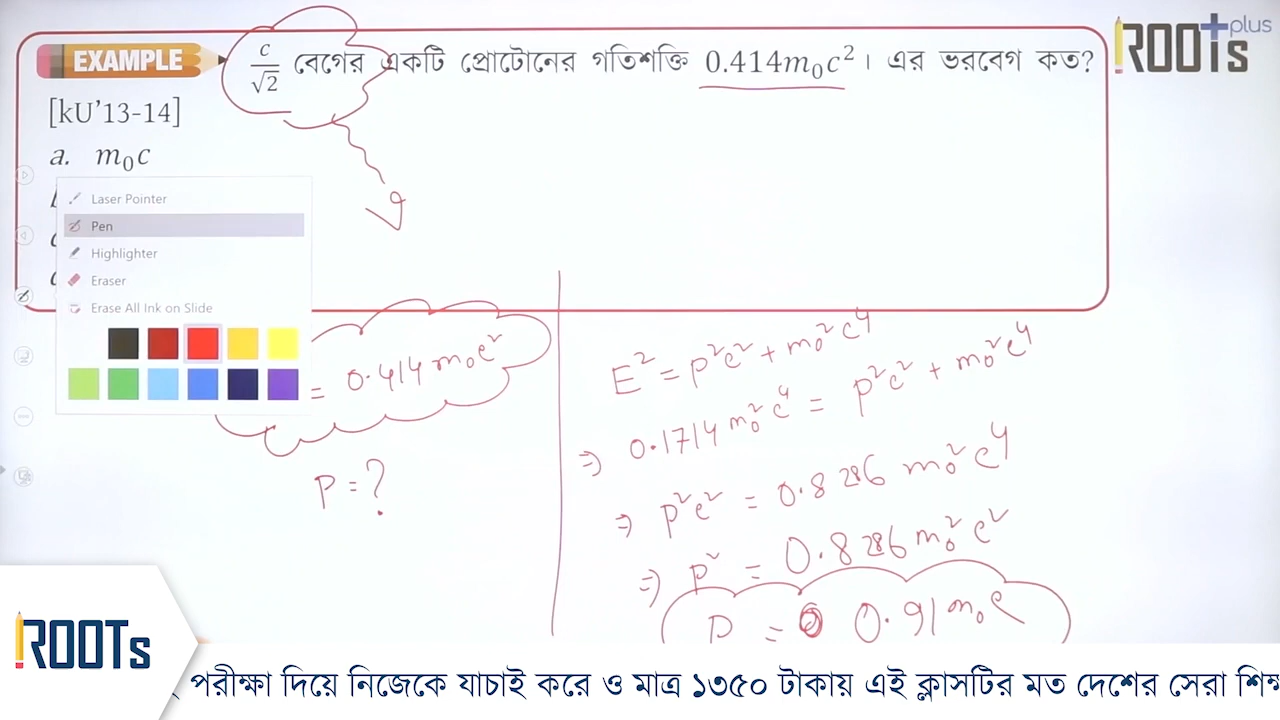 EXAMPLE
c/√2 বেগের একটি প্রোটোনের গতিশক্তি 0.414m₀c²। এর ভরবেগ কত?
ROOTs plus
[kU'13-14]
a. m₀c
Laser Pointer
Pen
Highlighter
Eraser
Erase All Ink on Slide
= 0.414 m₀c²
P = ?
E² = p²c² + m₀²c⁴
⇒ 0.1714 m₀²c⁴ = p²c² + m₀²c⁴
⇒ p²c² = 0.8286 m₀²c⁴
⇒ p² = 0.8286 m₀²c²
P = 0.91 m₀c
ROOTs
পরীক্ষা দিয়ে নিজেকে যাচাই করে ও মাত্র ১৩৫০ টাকায় এই ক্লাসটির মত দেশের সেরা